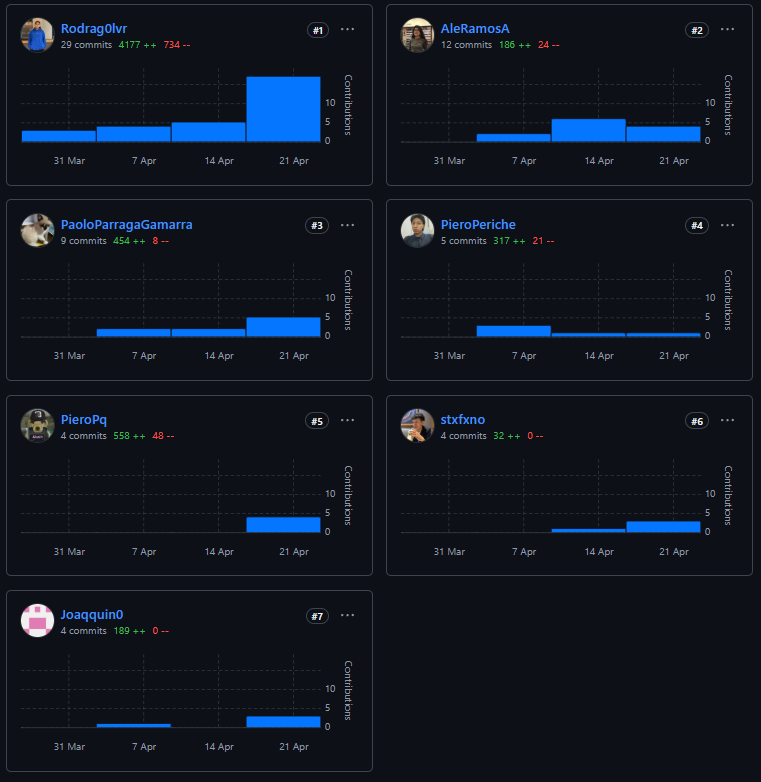 Rodrag0lvr #1 ...
29 commits 4177 ++ 734 --
Contributions
10
5
0
31 Mar 7 Apr 14 Apr 21 Apr
AleRamosA #2 ...
12 commits 186 ++ 24 --
Contributions
10
5
0
31 Mar 7 Apr 14 Apr 21 Apr
PaoloParragaGamarra #3 ...
9 commits 454 ++ 8 --
Contributions
10
5
0
31 Mar 7 Apr 14 Apr 21 Apr
PieroPeriche #4 ...
5 commits 317 ++ 21 --
Contributions
10
5
0
31 Mar 7 Apr 14 Apr 21 Apr
PieroPq #5 ...
4 commits 558 ++ 48 --
Contributions
10
5
0
31 Mar 7 Apr 14 Apr 21 Apr
stxfxno #6 ...
4 commits 32 ++ 0 --
Contributions
10
5
0
31 Mar 7 Apr 14 Apr 21 Apr
Joaqquin0 #7 ...
4 commits 189 ++ 0 --
Contributions
10
5
0
31 Mar 7 Apr 14 Apr 21 Apr